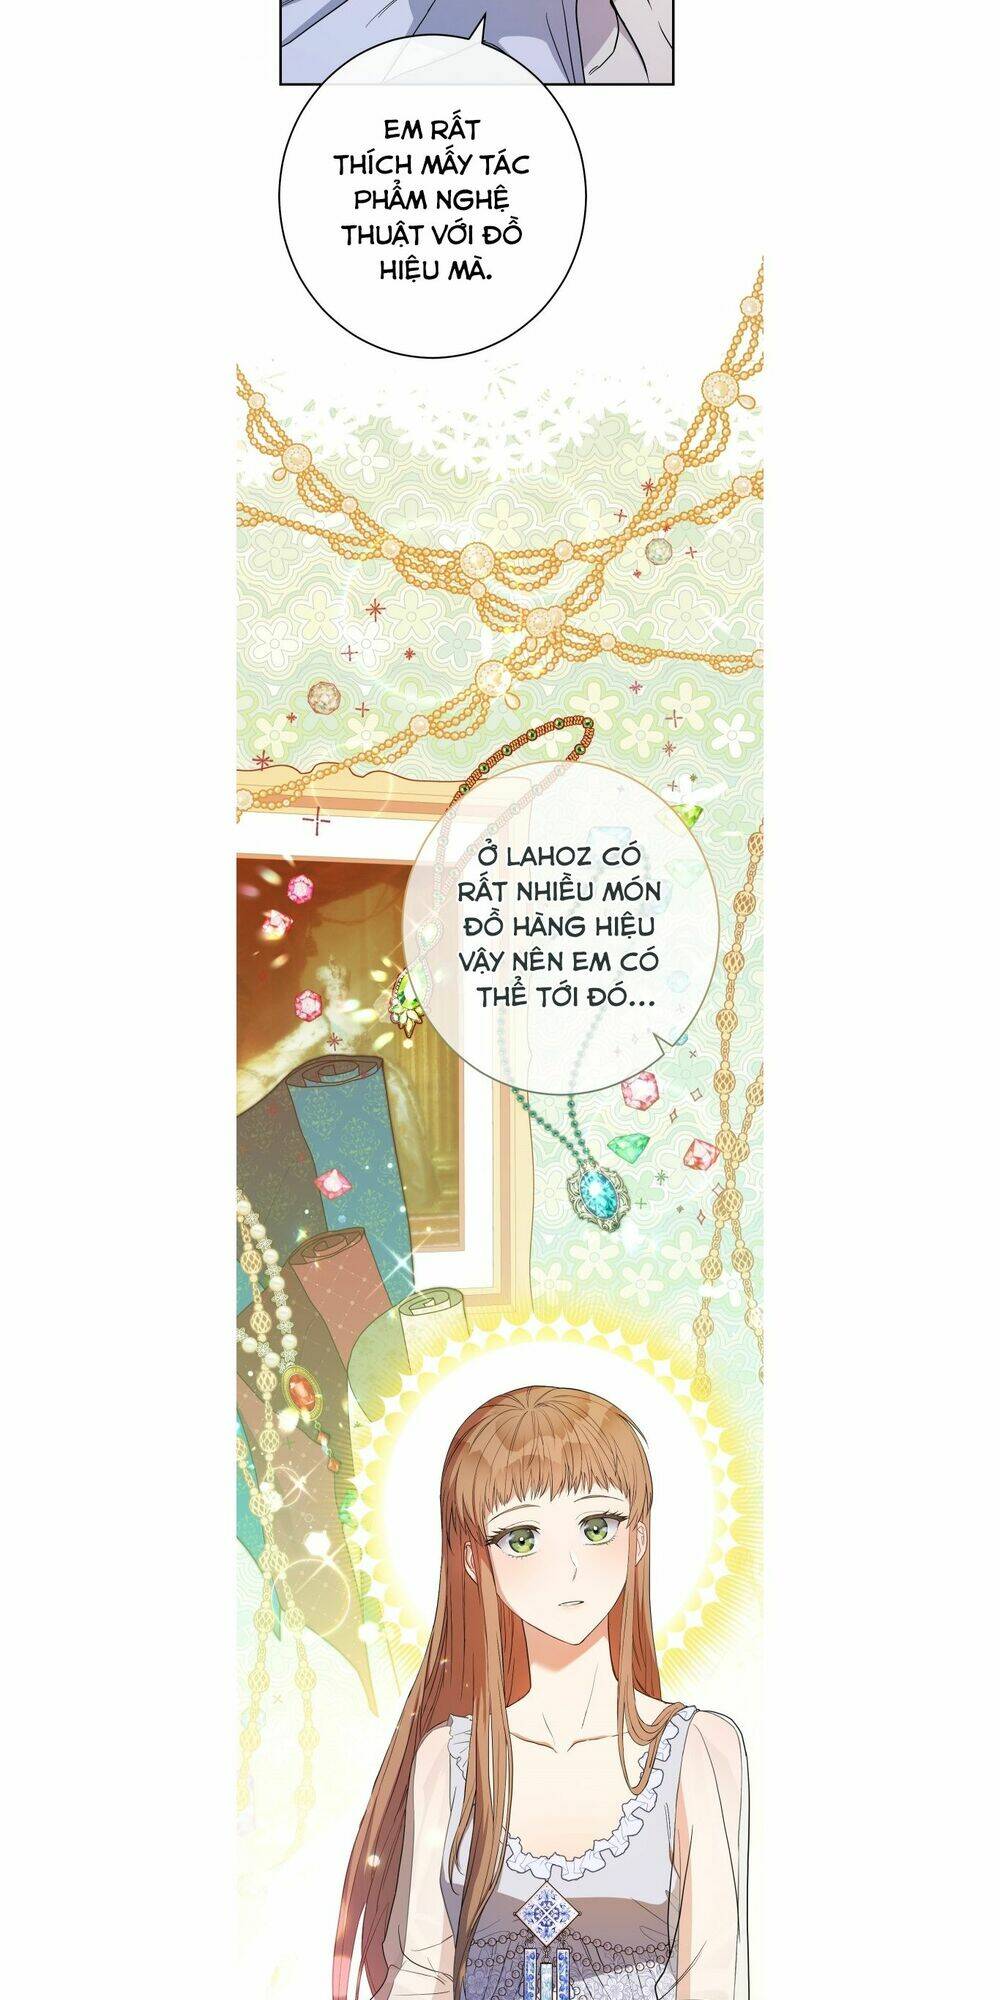 EM RẤT
THÍCH MẤY TÁC
PHẨM NGHỆ
THUẬT VỚI ĐỒ
HIỆU MÀ.
Ở LAHOZ CÓ
RẤT NHIỀU MÓN
ĐỒ HÀNG HIỆU
VẬY NÊN EM CÓ
THỂ TỚI ĐÓ...